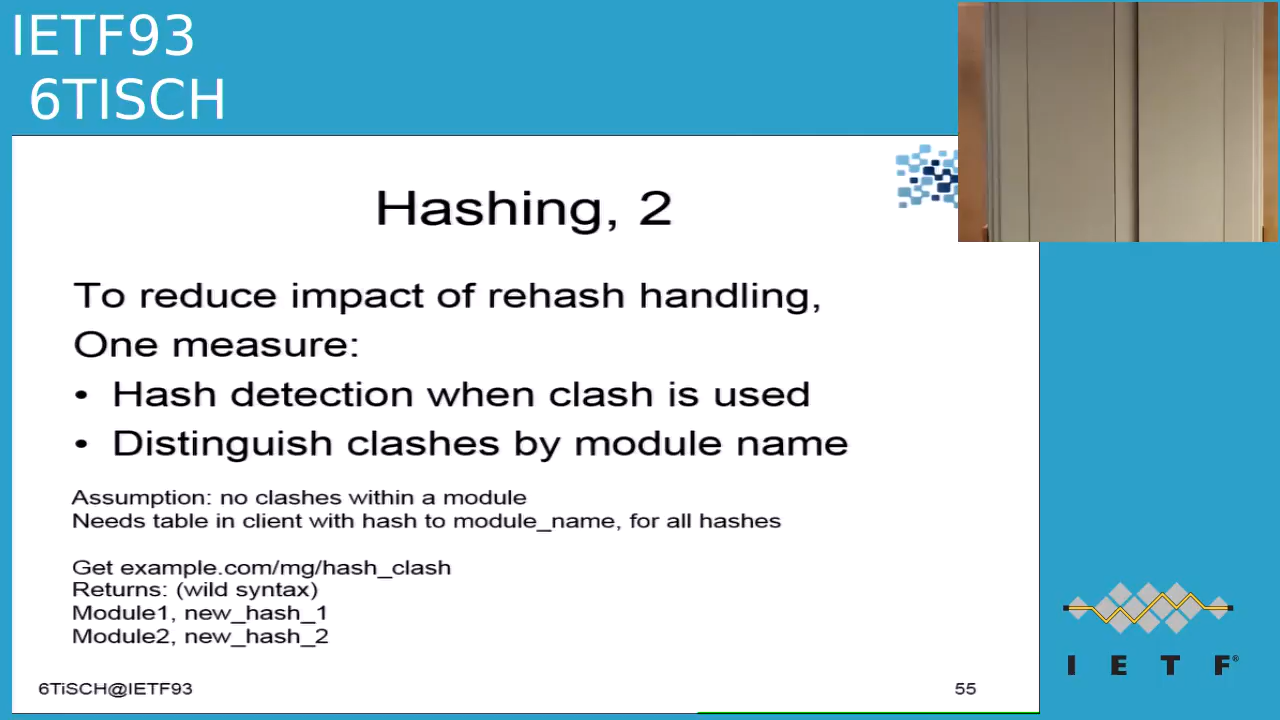 IETF93
6TISCH
Hashing, 2
To reduce impact of rehash handling,
One measure:
• Hash detection when clash is used
• Distinguish clashes by module name
Assumption: no clashes within a module
Needs table in client with hash to module_name, for all hashes
Get example.com/mg/hash_clash
Returns: (wild syntax)
Module1, new_hash_1
Module2, new_hash_2
6TiSCH@IETF93
55
I E T F®